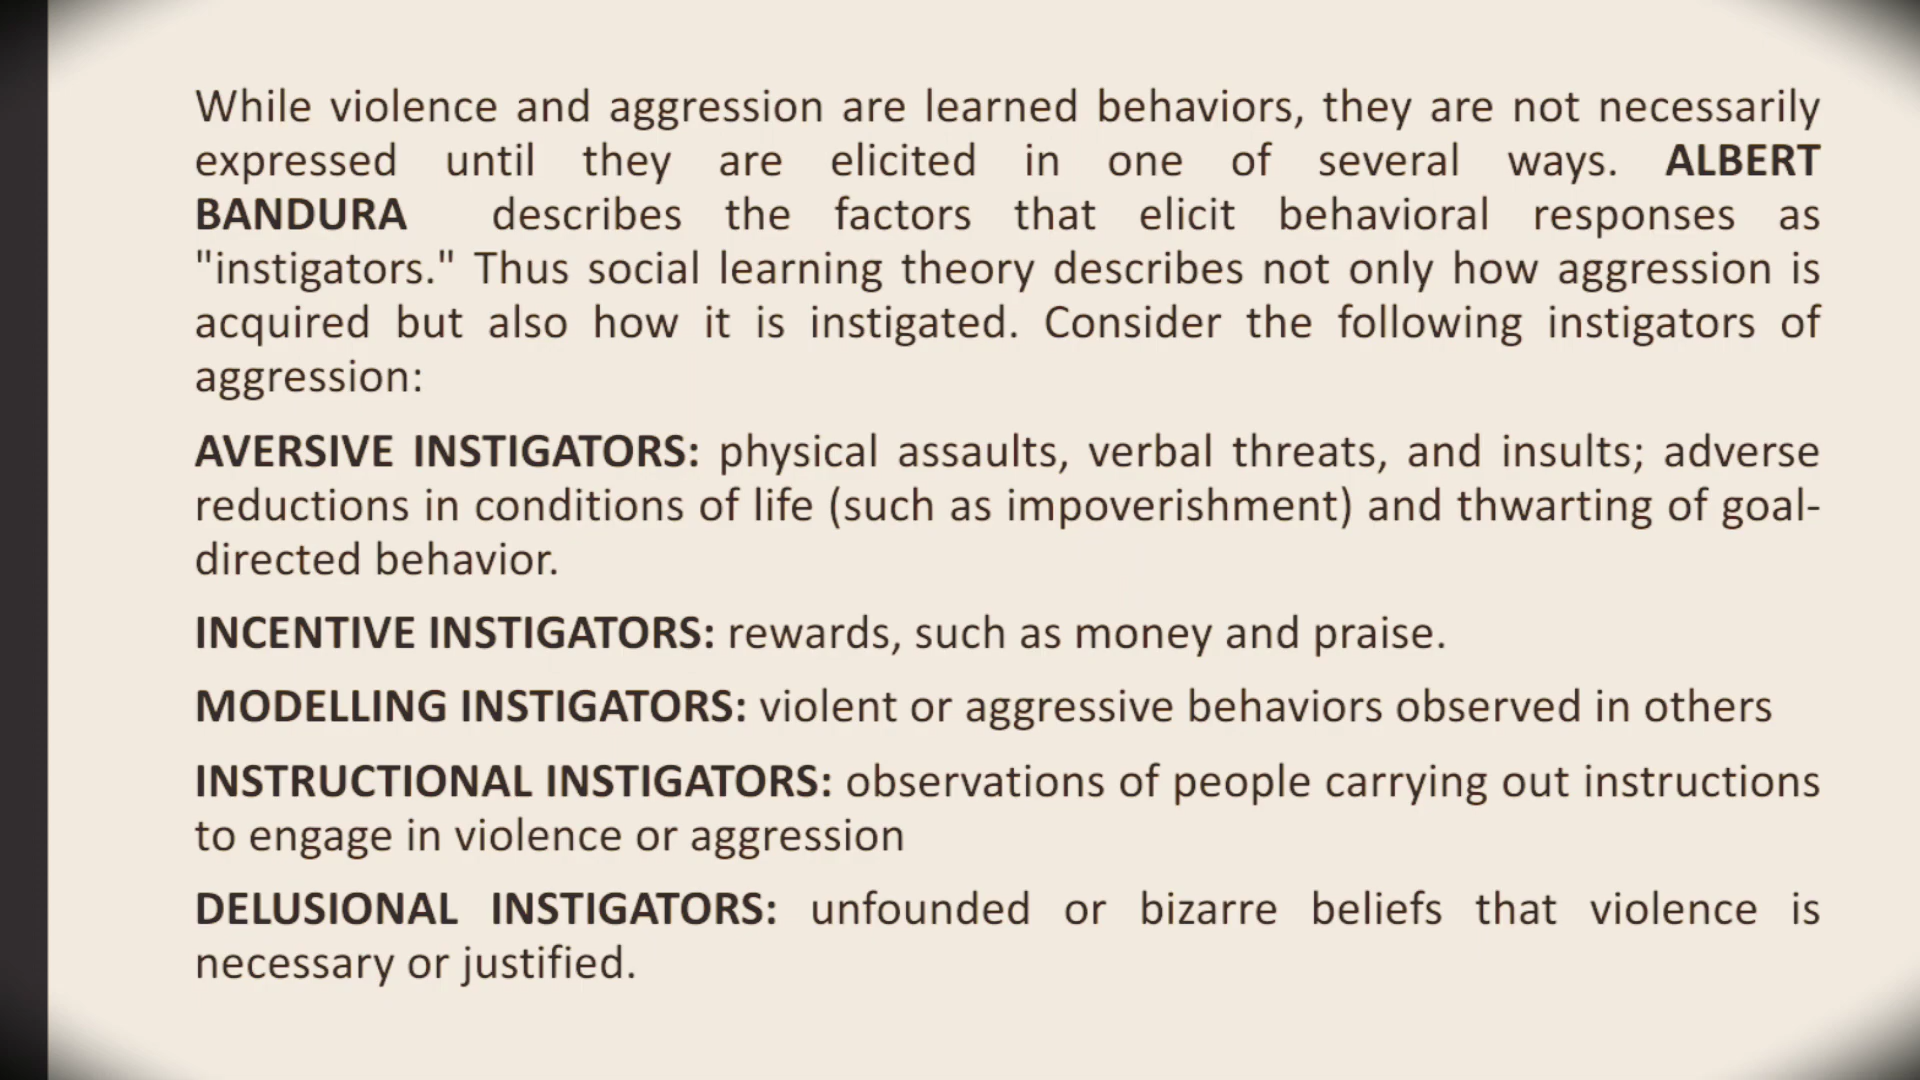 While violence and aggression are learned behaviors, they are not necessarily
expressed until they are elicited in one of several ways. ALBERT
BANDURA describes the factors that elicit behavioral responses as
"instigators." Thus social learning theory describes not only how aggression is
acquired but also how it is instigated. Consider the following instigators of
aggression:
AVERSIVE INSTIGATORS: physical assaults, verbal threats, and insults; adverse
reductions in conditions of life (such as impoverishment) and thwarting of goal-
directed behavior.
INCENTIVE INSTIGATORS: rewards, such as money and praise.
MODELLING INSTIGATORS: violent or aggressive behaviors observed in others
INSTRUCTIONAL INSTIGATORS: observations of people carrying out instructions
to engage in violence or aggression
DELUSIONAL INSTIGATORS: unfounded or bizarre beliefs that violence is
necessary or justified.